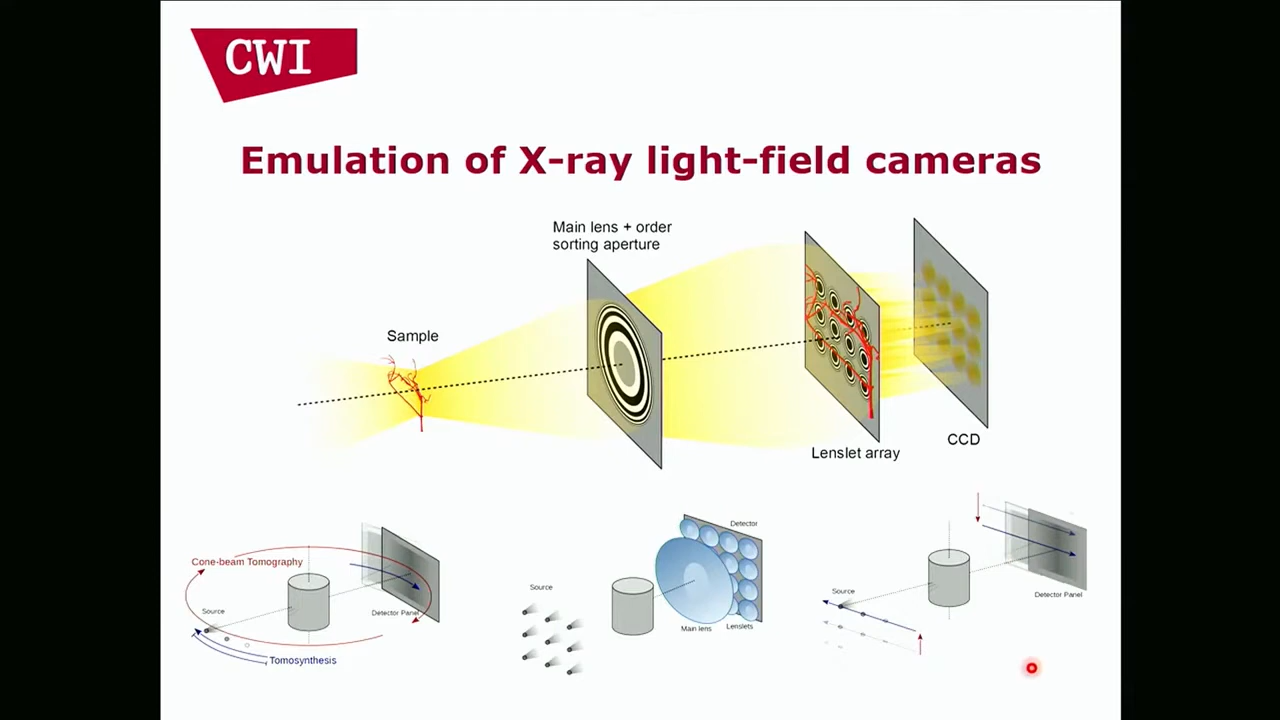 CWI
Emulation of X-ray light-field cameras
Main lens + order
sorting aperture
Sample
Lenslet array
CCD
Cone-beam Tomography
Source
Detector Panel
Tomosynthesis
Detector
Source
Main lens
Lenslets
Source
Detector Panel